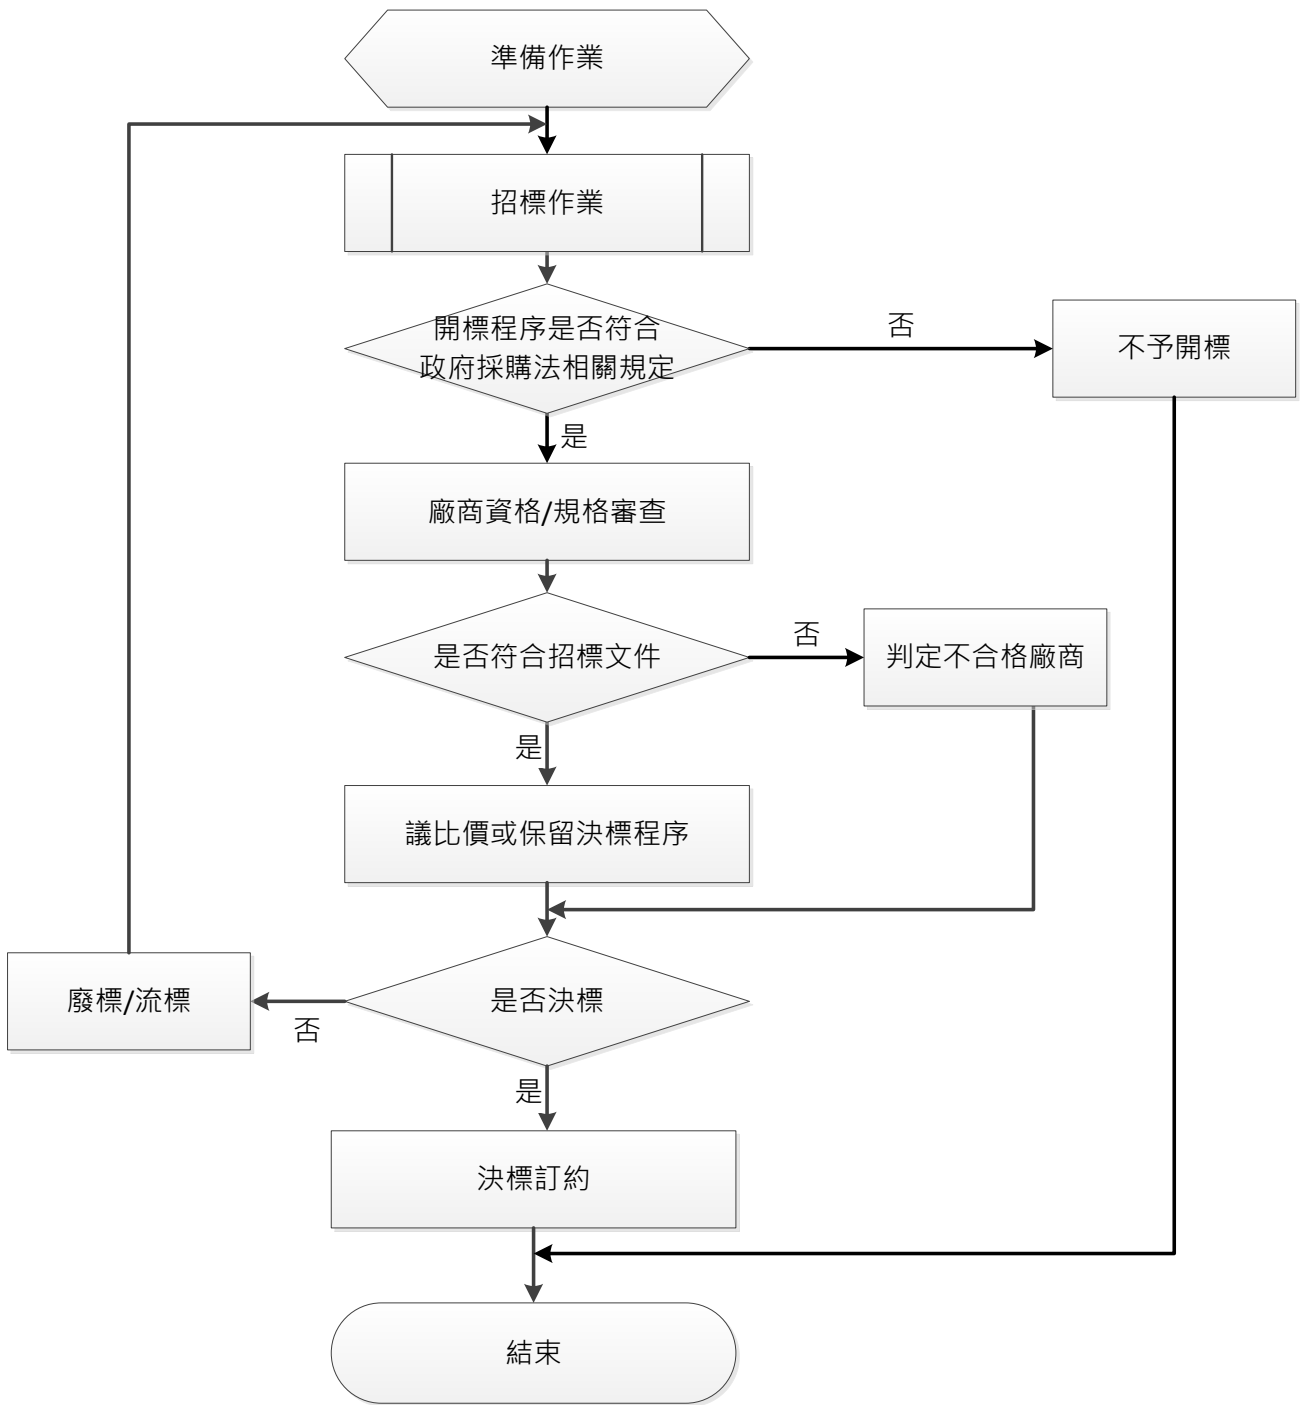 準備作業
招標作業
開標程序是否符合
政府採購法相關規定
否
不予開標
是
廠商資格/規格審查
是否符合招標文件
否
判定不合格廠商
是
議比價或保留決標程序
是否決標
否
廢標/流標
是
決標訂約
結束